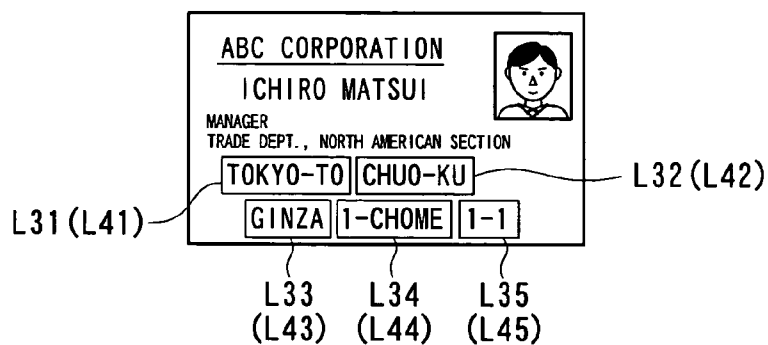 ABC CORPORATION
ICHIRO MATSUI
MANAGER
TRADE DEPT., NORTH AMERICAN SECTION
TOKYO-TO CHUO-KU
L32(L42)
L31(L41)
GINZA 1-CHOME 1-1
L33 L34 L35
(L43) (L44) (L45)